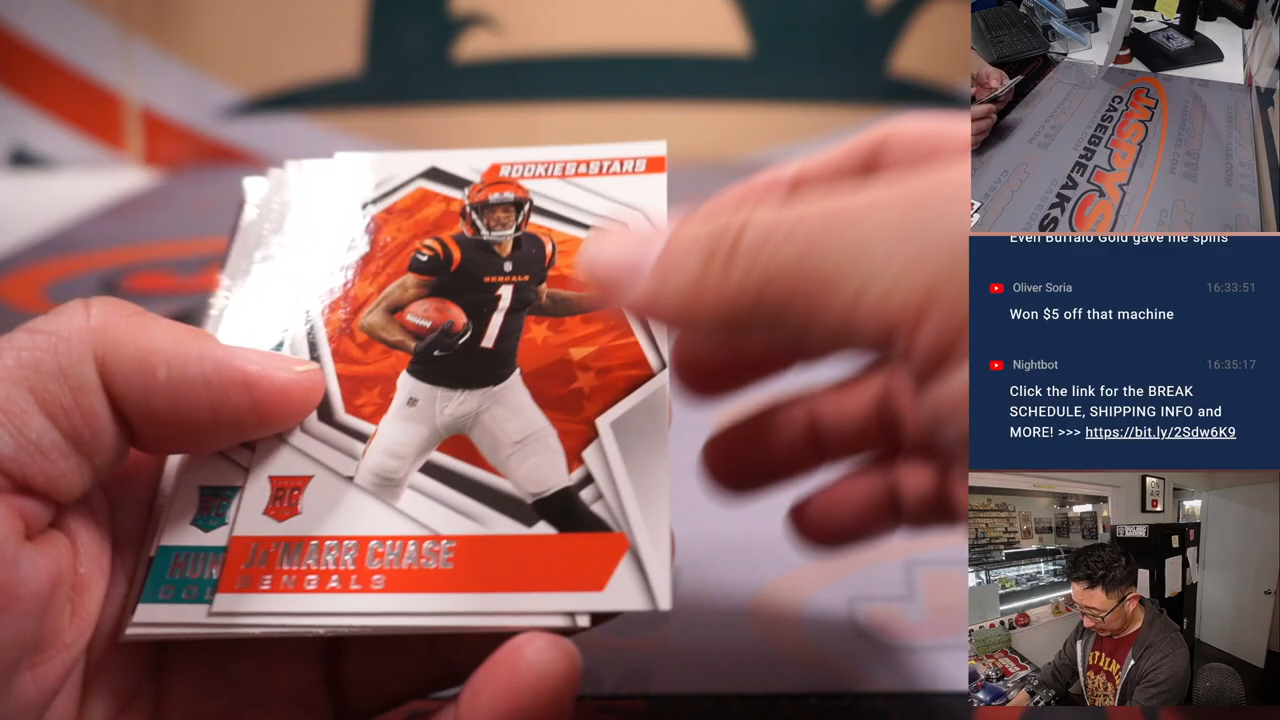 ROOKIES&STARS
BENGALS
1
RC
Ja'MARR CHASE
BENGALS
RC
HUN
DOL
JASPYS
CASEBREAKS
Even Buffalo Gold gave me spins
Oliver Soria 16:33:51
Won $5 off that machine
Nightbot 16:35:17
Click the link for the BREAK
SCHEDULE, SHIPPING INFO and
MORE! >>> https://bit.ly/2Sdw6K9
ON
AIR